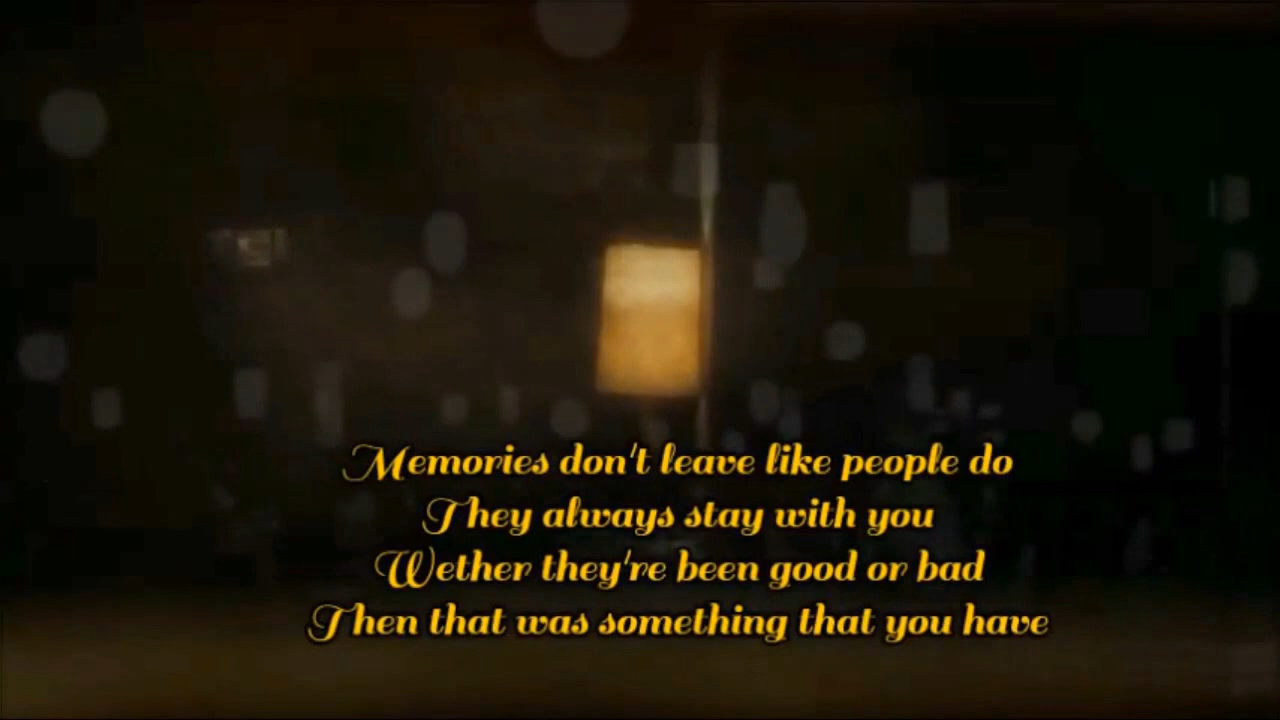 Memories don't leave like people do
They always stay with you
Wether they're been good or bad
Then that was something that you have